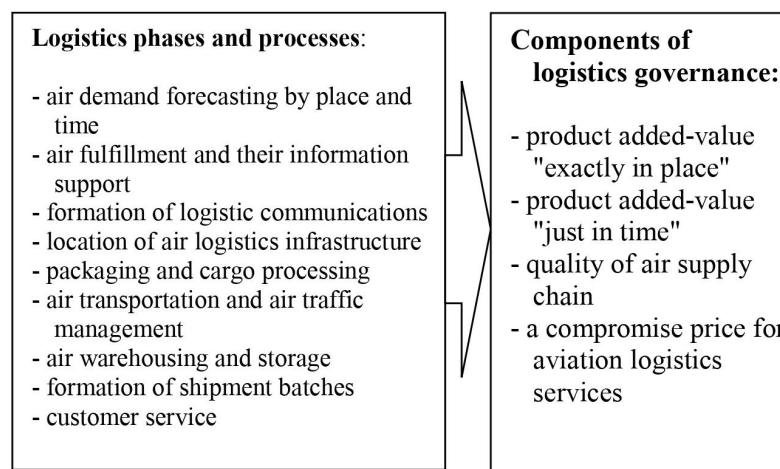 Logistics phases and processes:
- air demand forecasting by place and
time
- air fulfillment and their information
support
- formation of logistic communications
- location of air logistics infrastructure
- packaging and cargo processing
- air transportation and air traffic
management
- air warehousing and storage
- formation of shipment batches
- customer service
Components of
logistics governance:
- product added-value
"exactly in place"
- product added-value
"just in time"
- quality of air supply
chain
- a compromise price for
aviation logistics
services